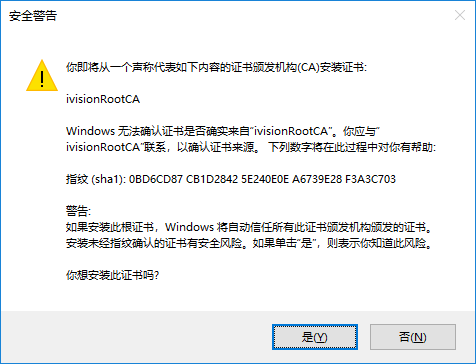 安全警告
你即将从一个声称代表如下内容的证书颁发机构(CA)安装证书:
ivisionRootCA
Windows 无法确认证书是否确实来自"ivisionRootCA"。你应与"
ivisionRootCA"联系，以确认证书来源。 下列数字将在此过程中对你有帮助:
指纹 (sha1): 0BD6CD87 CB1D2842 5E240E0E A6739E28 F3A3C703
警告:
如果安装此根证书，Windows 将自动信任所有此证书颁发机构颁发的证书。
安装未经指纹确认的证书有安全风险。如果单击"是"，则表示你知道此风险。
你想安装此证书吗?
是(Y)
否(N)